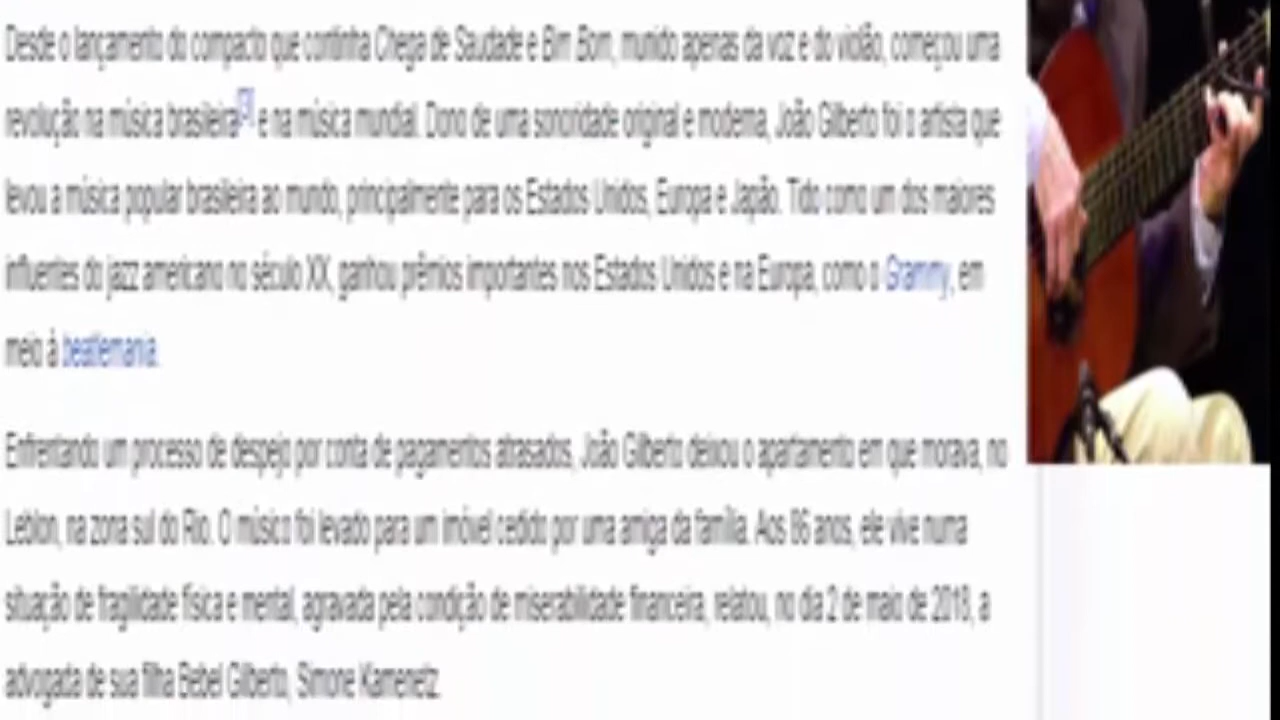 Desde o lançamento do compacto que continha Chega de Saudade e Bim Bom, munido apenas da voz e do violão, começou uma
revolução na música brasileira e na música mundial. Dono de uma sonoridade original e moderna, João Gilberto foi o artista que
levou a música popular brasileira ao mundo, principalmente para os Estados Unidos, Europa e Japão. Tido como um dos maiores
influentes do jazz americano no século XX, ganhou prêmios importantes nos Estados Unidos e na Europa, como o Grammy, em
meio à beatlemania.
Enfrentando um processo de despejo por conta de pagamentos atrasados, João Gilberto deixou o apartamento em que morava, no
Leblon, na zona sul do Rio. O músico foi levado para um imóvel cedido por uma amiga da família. Aos 86 anos, ele vive numa
situação de fragilidade física e mental, agravada pela condição de miserabilidade financeira, relatou, no dia 2 de maio de 2018, a
advogada de sua filha Bebel Gilberto, Simone Kamenetz